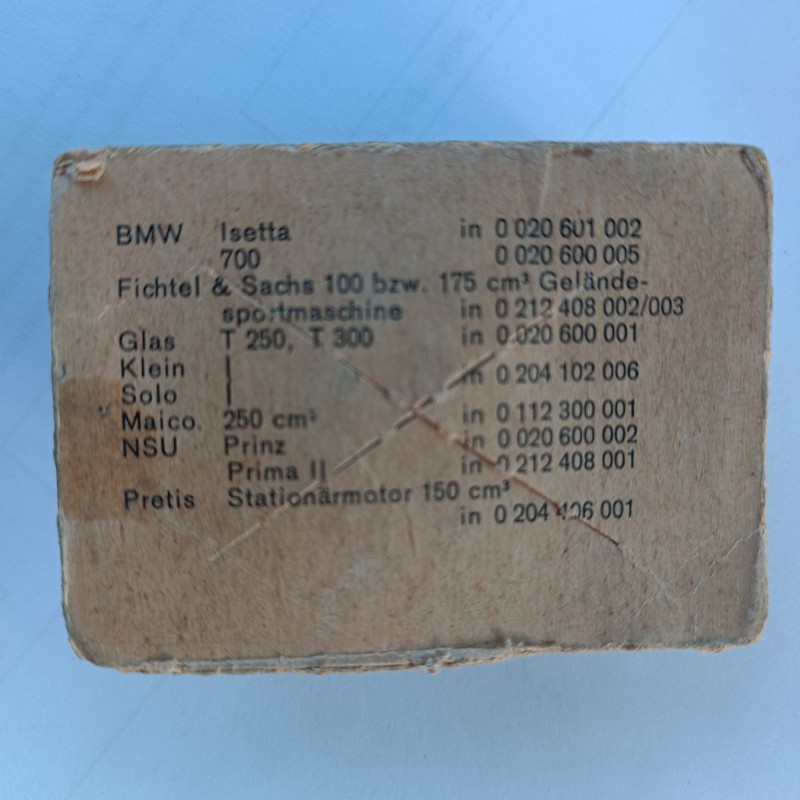 BMW Isetta in 0 020 601 002
700 0 020 600 005
Fichtel & Sachs 100 bzw. 175 cm³ Gelände-
sportmaschine in 0 212 408 002/003
Glas T 250, T 300 in 0 020 600 001
Klein | in 0 204 102 006
Solo |
Maico 250 cm³ in 0 112 300 001
NSU Prinz in 0 020 600 002
Prima II in 0 212 408 001
Pretis Stationärmotor 150 cm³
in 0 204 406 001